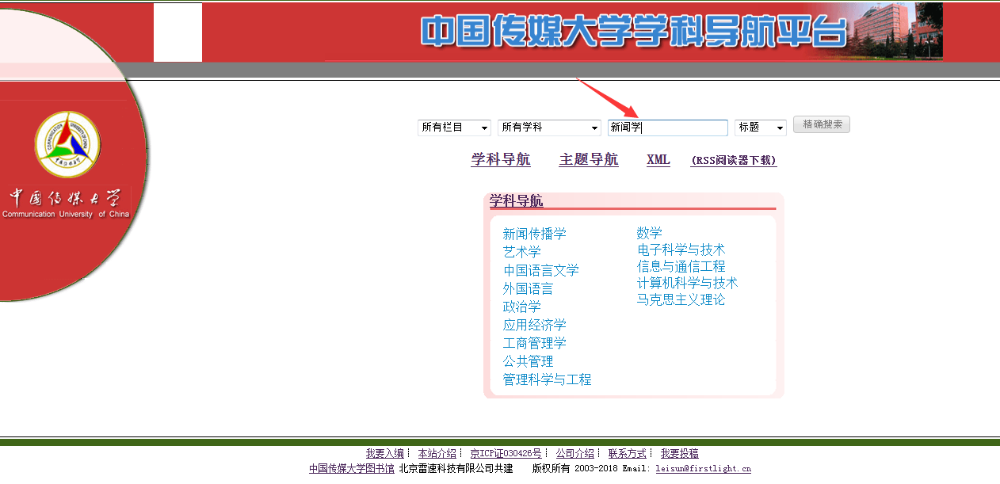 中国传媒大学学科导航平台
所有栏目 所有学科 新闻学 标题 精确搜索
COMMUNICATION UNIVERSITY OF CHINA
中国传媒大学
中国传媒大学
Communication University of China
学科导航 主题导航 XML (RSS阅读器下载)
学科导航
新闻传播学 数学
艺术学 电子科学与技术
中国语言文学 信息与通信工程
外国语言 计算机科学与技术
政治学 马克思主义理论
应用经济学
工商管理学
公共管理
管理科学与工程
我要入编┊ 本站介绍┊ 京ICP证030426号┊ 公司介绍┊ 联系方式┊ 我要投稿
中国传媒大学图书馆 北京雷速科技有限公司共建 版权所有 2003-2018 Email: leisun@firstlight.cn